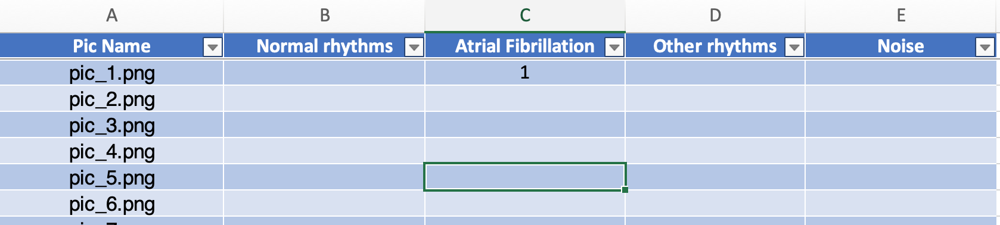 A B C D E
Pic Name Normal rhythms Atrial Fibrillation Other rhythms Noise
pic_1.png 1
pic_2.png
pic_3.png
pic_4.png
pic_5.png
pic_6.png